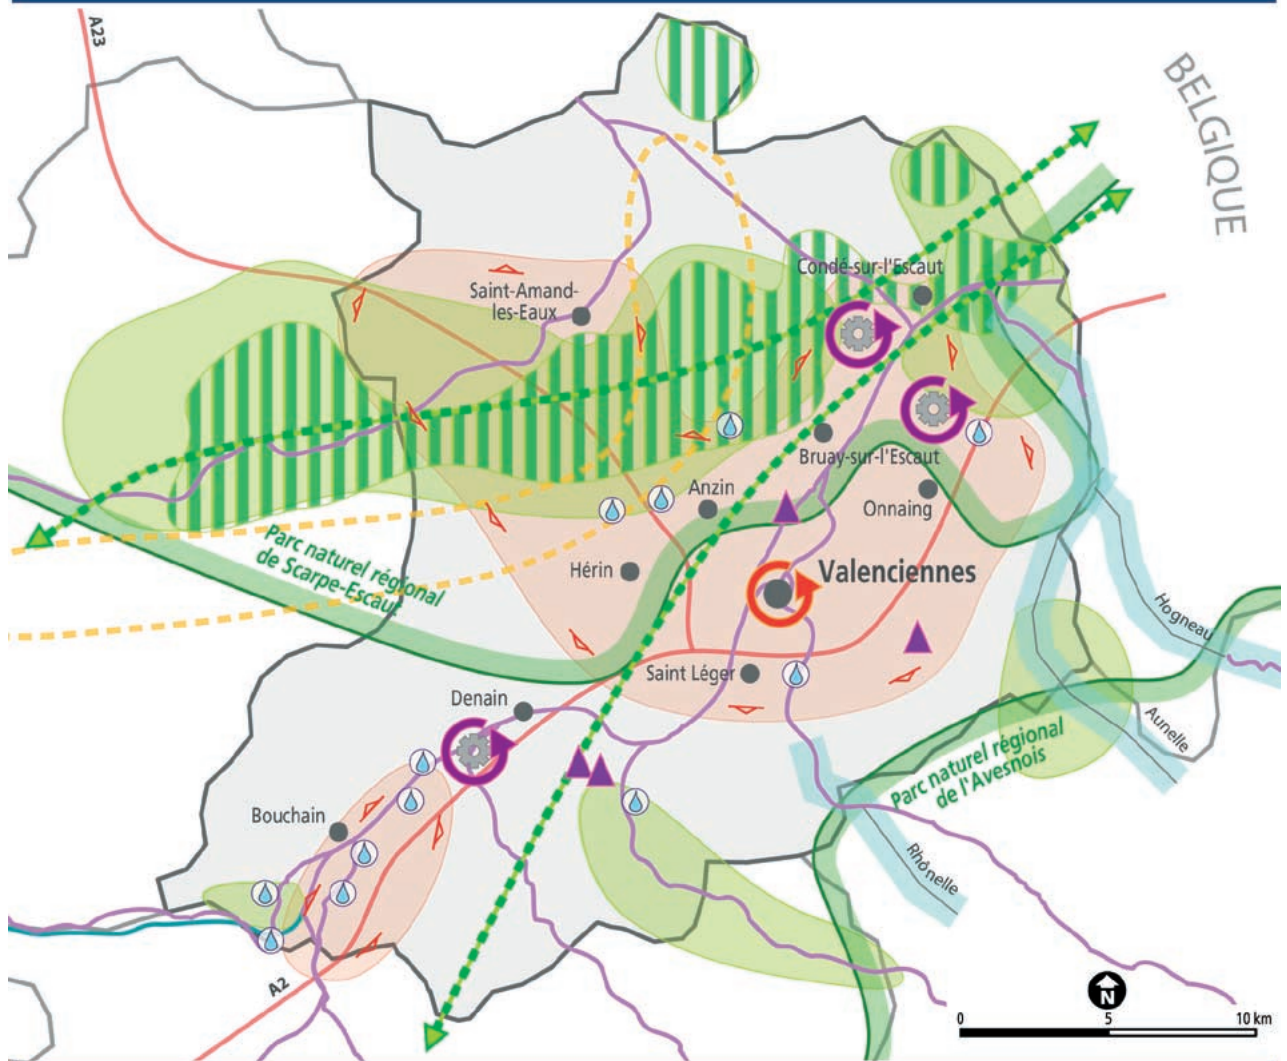 A23
BELGIQUE
Condé-sur-l'Escaut
Saint-Amand-
les-Eaux
Bruay-sur-l'Escaut
Anzin
Onnaing
Parc naturel régional
de Scarpe-Escaut
Hérin
Valenciennes
Hogneau
Saint Léger
Denain
Aunelle
Parc naturel régional
de l'Avesnois
Bouchain
Rhônelle
A2
N
0 5 10 km